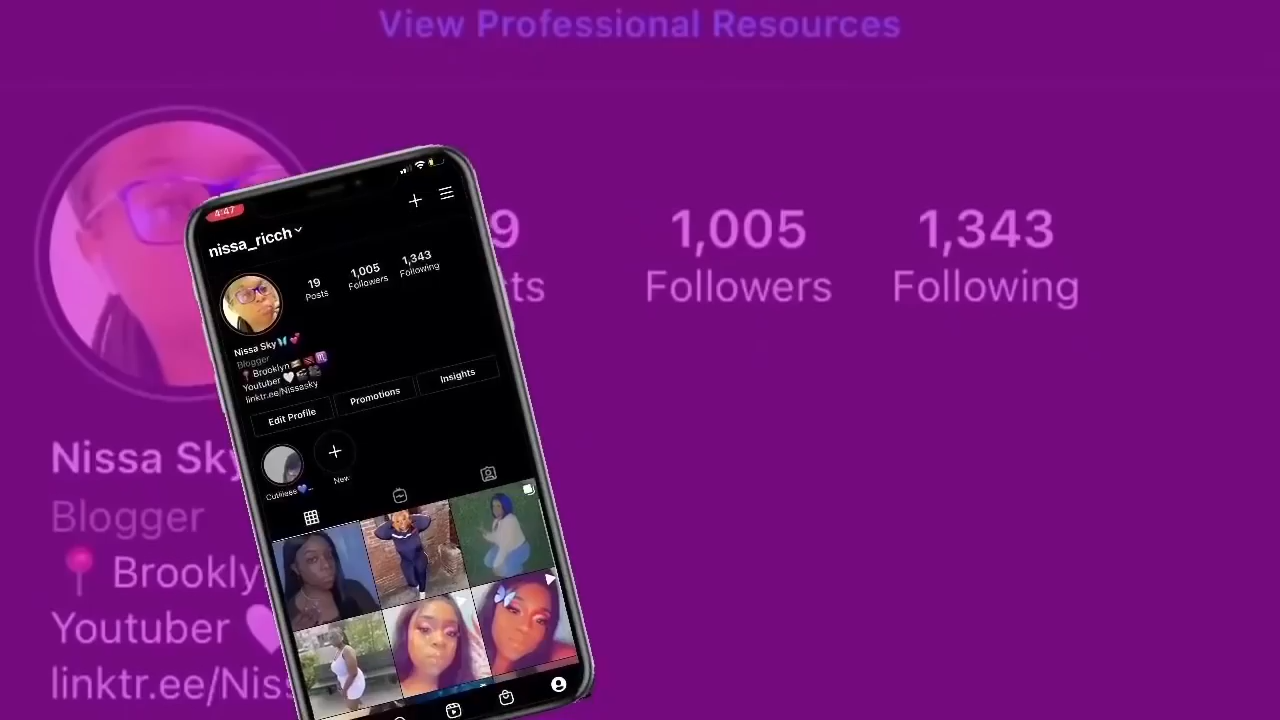 View Professional Resources
1,005
1,343
Followers
Following
Nissa Sky
Blogger
📍 Brookly
Youtuber
linktr.ee/Niss
4:47
nissa_ricch
19
1,005
1,343
Posts
Followers
Following
Nissa Sky🦋💕
Blogger
📍Brooklyn
Youtuber 🤍
linktr.ee/Nissasky
Edit Profile
Promotions
Insights
New